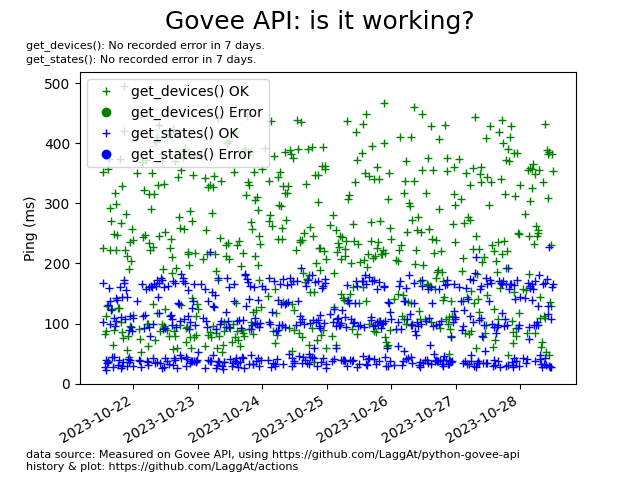 Govee API: is it working?
get_devices(): No recorded error in 7 days.
get_states(): No recorded error in 7 days.
500
400
300
200
100
0
Ping (ms)
get_devices() OK
get_devices() Error
get_states() OK
get_states() Error
2023-10-22
2023-10-23
2023-10-24
2023-10-25
2023-10-26
2023-10-27
2023-10-28
data source: Measured on Govee API, using https://github.com/LaggAt/python-govee-api
history & plot: https://github.com/LaggAt/actions